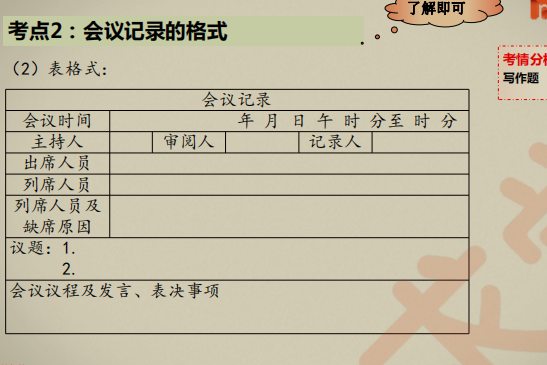 了解即可
考点2：会议记录的格式
考情分析
写作题
（2）表格式：
会议记录
会议时间 年 月 日 午 时 分至 时 分
主持人 审阅人 记录人
出席人员
列席人员
列席人员及
缺席原因
议题：1.
2.
会议议程及发言、表决事项